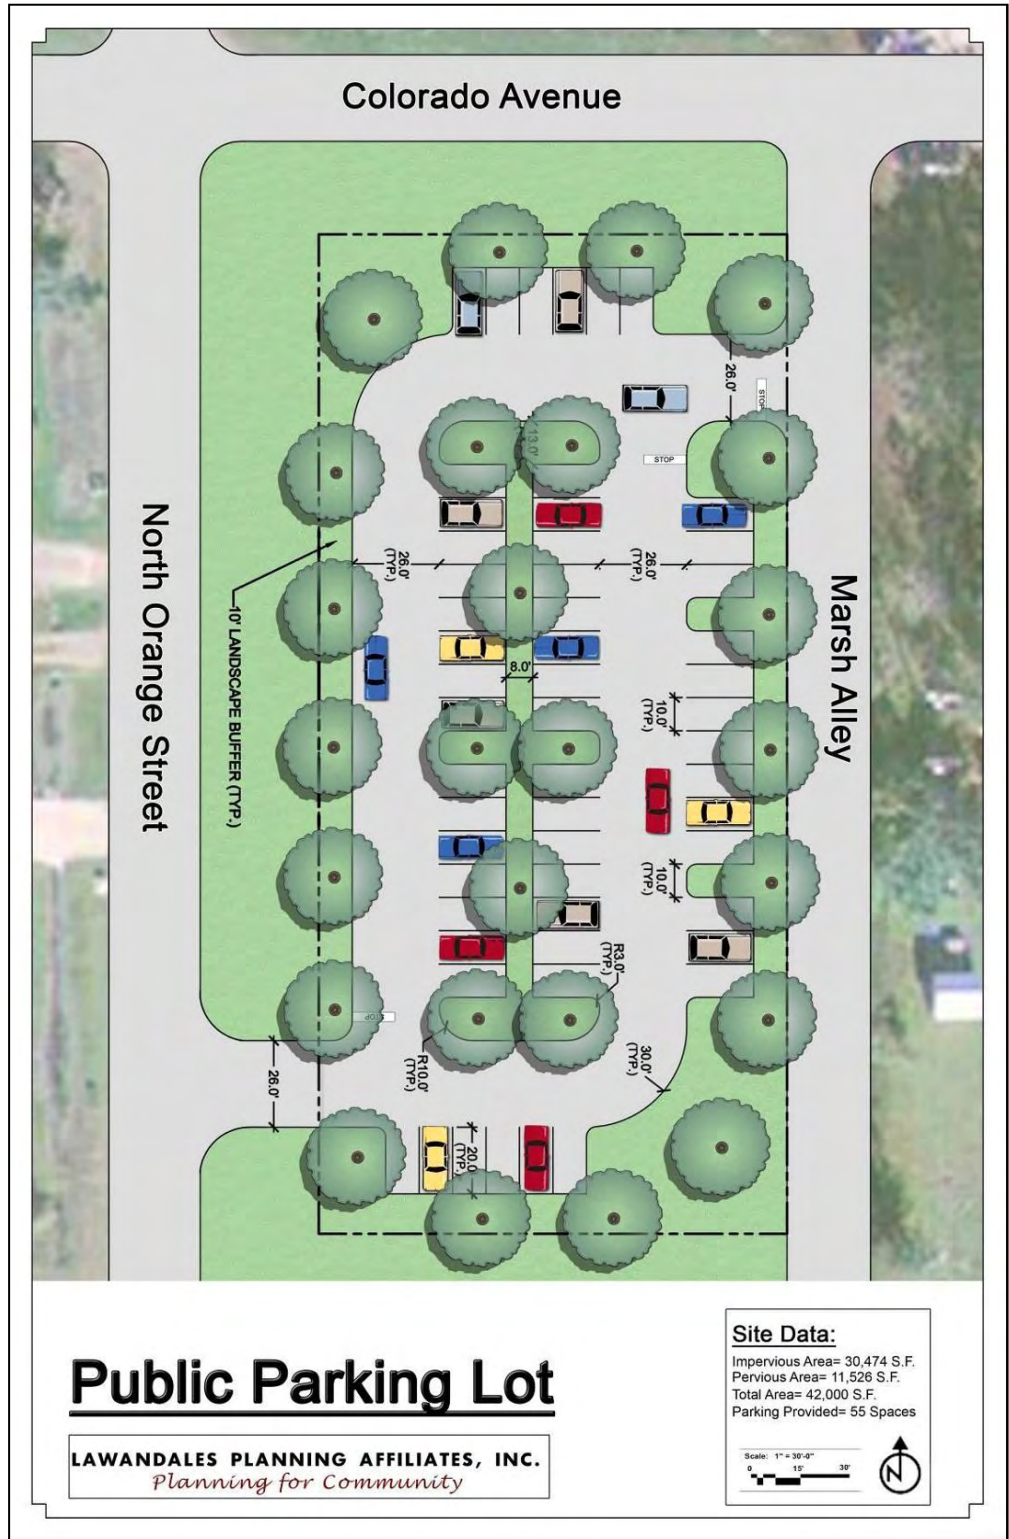 Colorado Avenue
26.0'
STOP
13.0'
STOP
26.0'
(TYP.)
26.0'
(TYP.)
North Orange Street
10' LANDSCAPE BUFFER (TYP.)
Marsh Alley
8.0'
10.0'
(TYP.)
10.0'
(TYP.)
R3.0'
(TYP.)
STOP
26.0'
R10.0'
(TYP.)
30.0'
(TYP.)
20.0
(TYP.)
Public Parking Lot
LAWANDALES PLANNING AFFILIATES, INC.
Planning for Community
Site Data:
Impervious Area= 30,474 S.F.
Pervious Area= 11,526 S.F.
Total Area= 42,000 S.F.
Parking Provided= 55 Spaces
Scale: 1" = 30'-0"
0 15' 30'
N